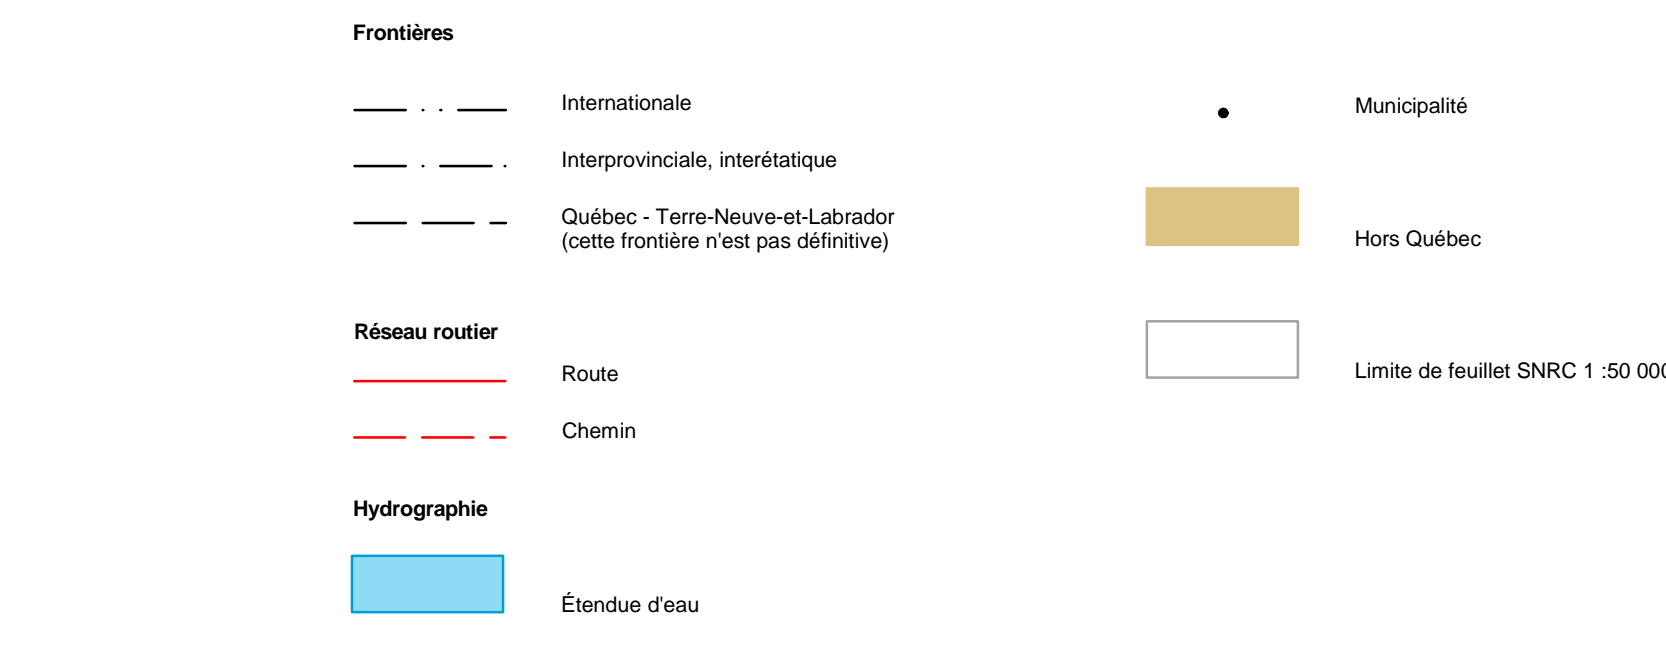 Frontières
Internationale
Interprovinciale, interétatique
Québec - Terre-Neuve-et-Labrador
(cette frontière n'est pas définitive)
Réseau routier
Route
Chemin
Hydrographie
Étendue d'eau
Municipalité
Hors Québec
Limite de feuillet SNRC 1 :50 000